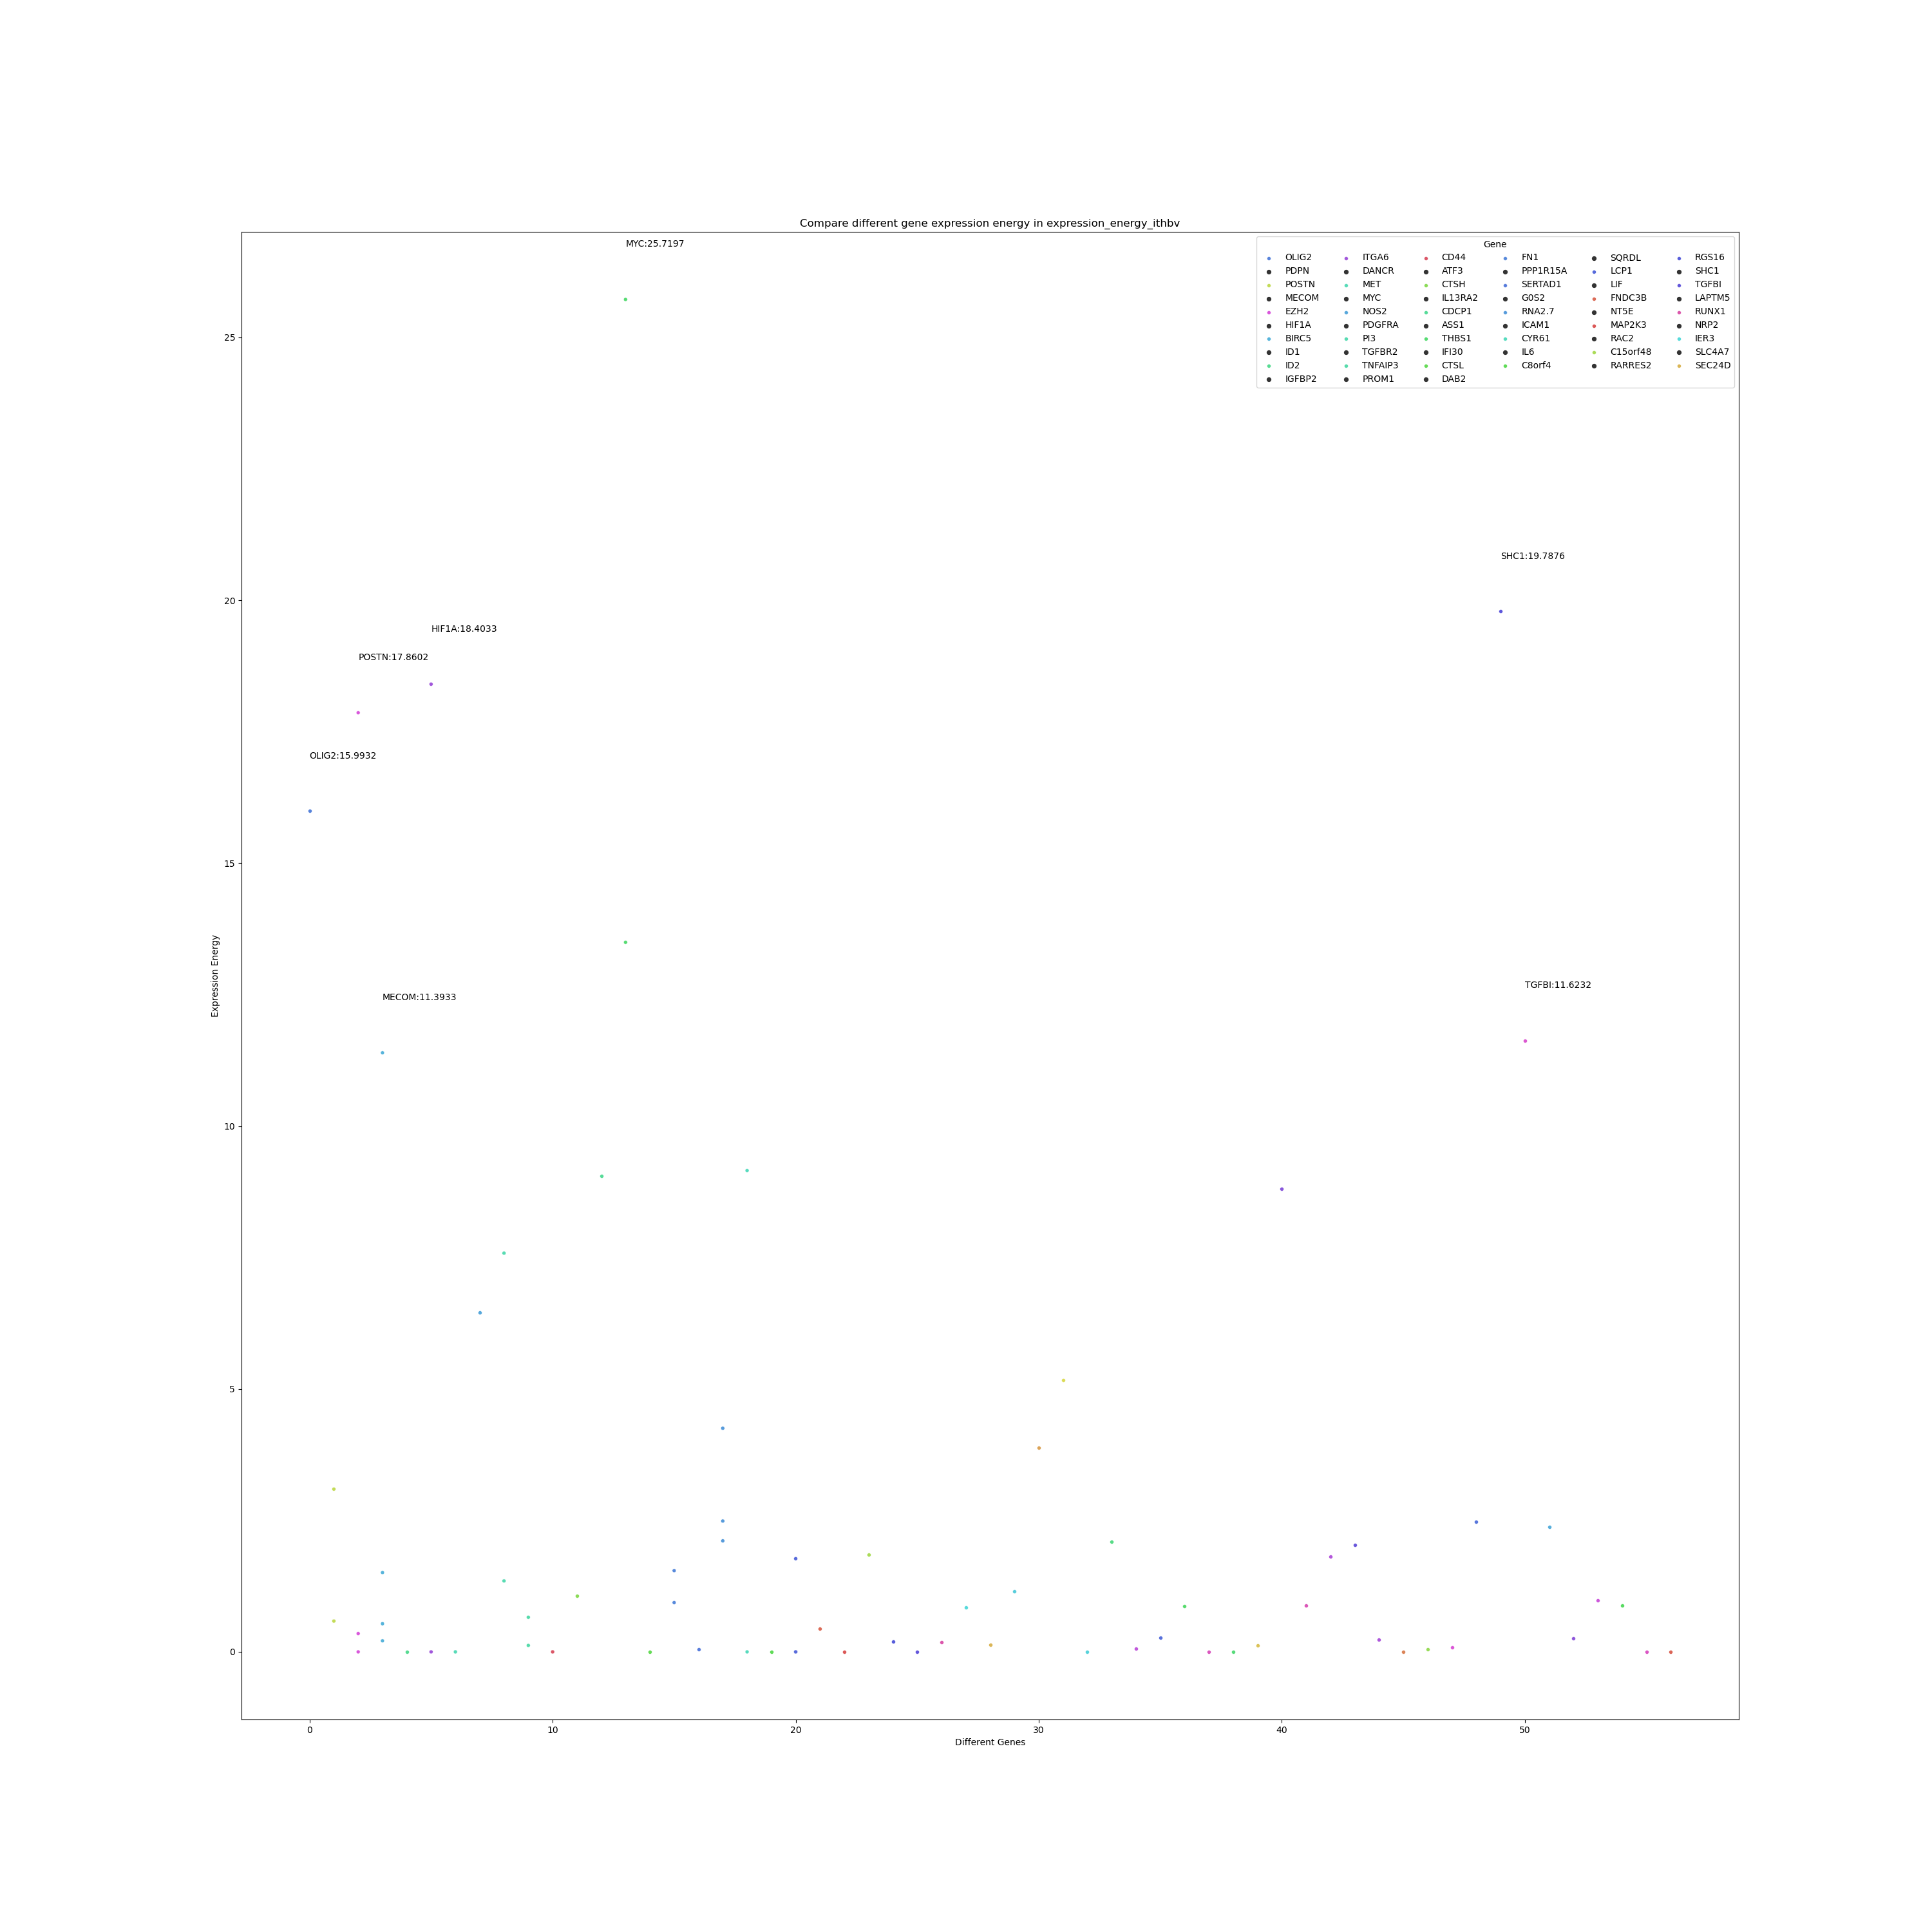 Compare different gene expression energy in expression_energy_ithbv
MYC:25.7197
Gene
OLIG2 ITGA6 CD44 FN1 SQRDL RGS16
PDPN DANCR ATF3 PPP1R15A LCP1 SHC1
POSTN MET CTSH SERTAD1 LIF TGFBI
MECOM MYC IL13RA2 G0S2 FNDC3B LAPTM5
EZH2 NOS2 CDCP1 RNA2.7 NT5E RUNX1
HIF1A PDGFRA ASS1 ICAM1 MAP2K3 NRP2
BIRC5 PI3 THBS1 CYR61 RAC2 IER3
ID1 TGFBR2 IFI30 IL6 C15orf48 SLC4A7
ID2 TNFAIP3 CTSL C8orf4 RARRES2 SEC24D
IGFBP2 PROM1 DAB2
25
SHC1:19.7876
20
HIF1A:18.4033
POSTN:17.8602
OLIG2:15.9932
15
TGFBI:11.6232
MECOM:11.3933
Expression Energy
10
5
0
0 10 20 30 40 50
Different Genes